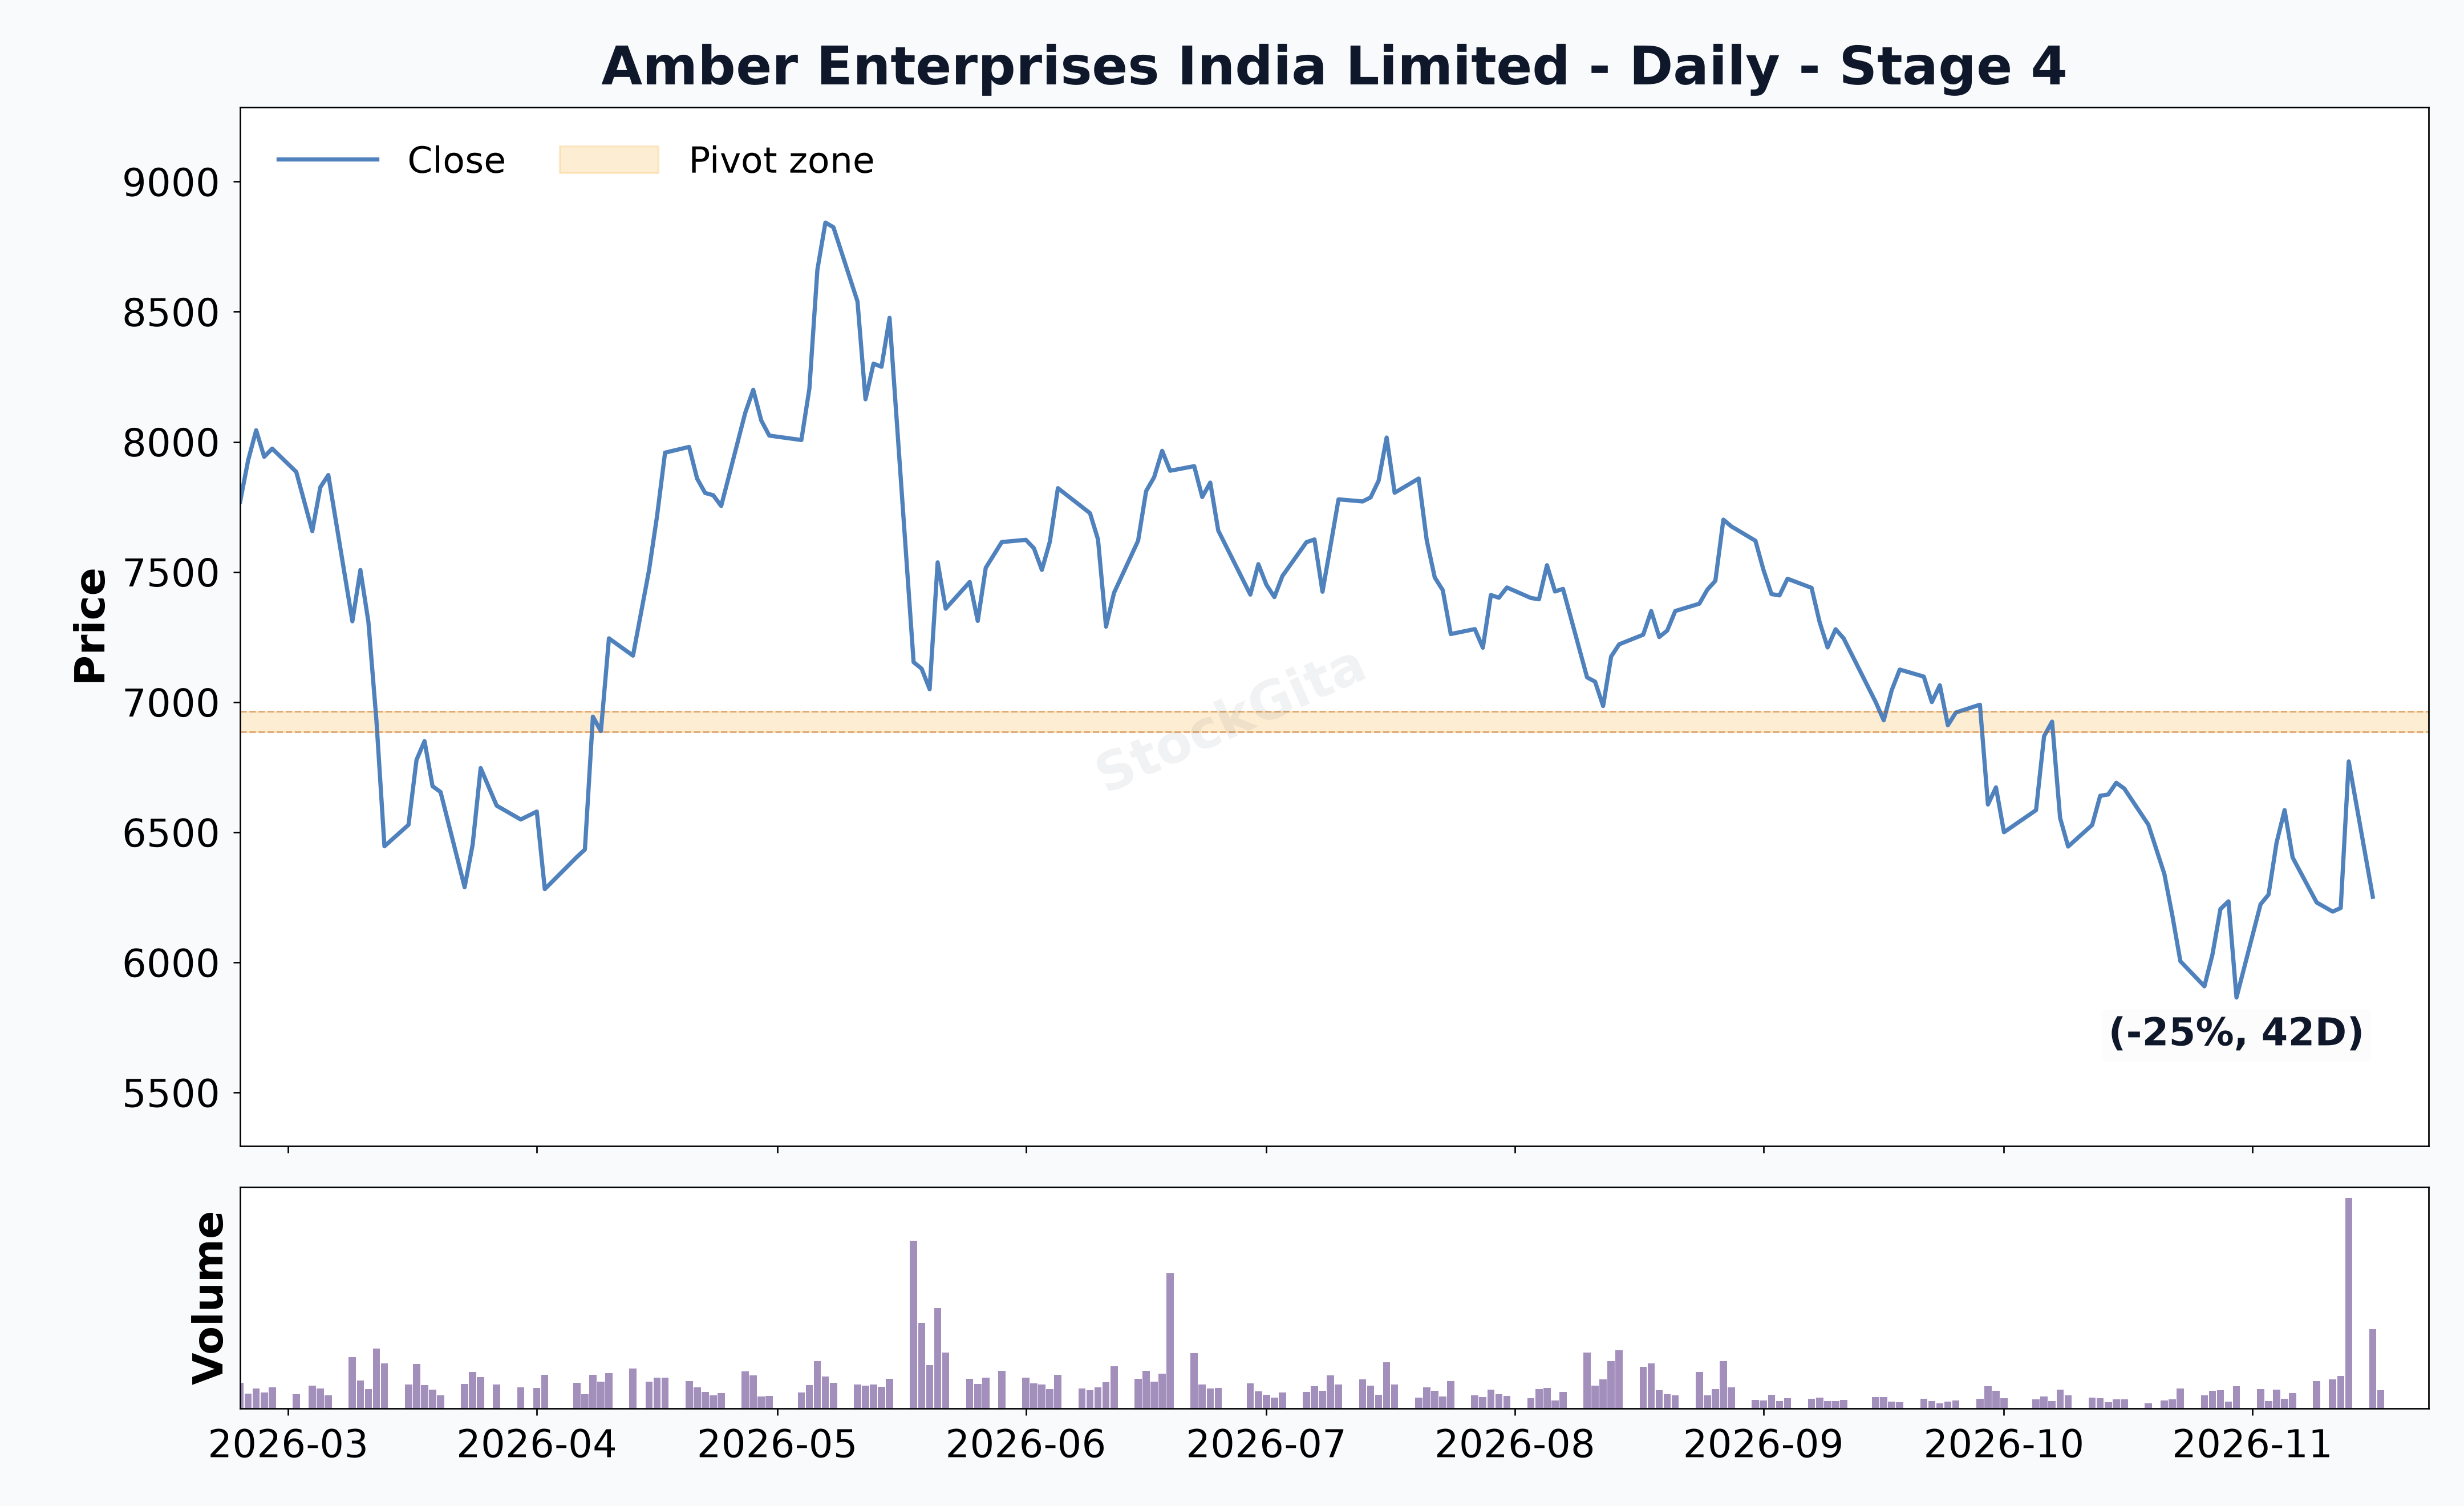 Amber Enterprises India Limited - Daily - Stage 4
Close
Pivot zone
Price
9000
8500
8000
7500
7000
6500
6000
5500
StockGita
(-25%, 42D)
Volume
2026-03
2026-04
2026-05
2026-06
2026-07
2026-08
2026-09
2026-10
2026-11